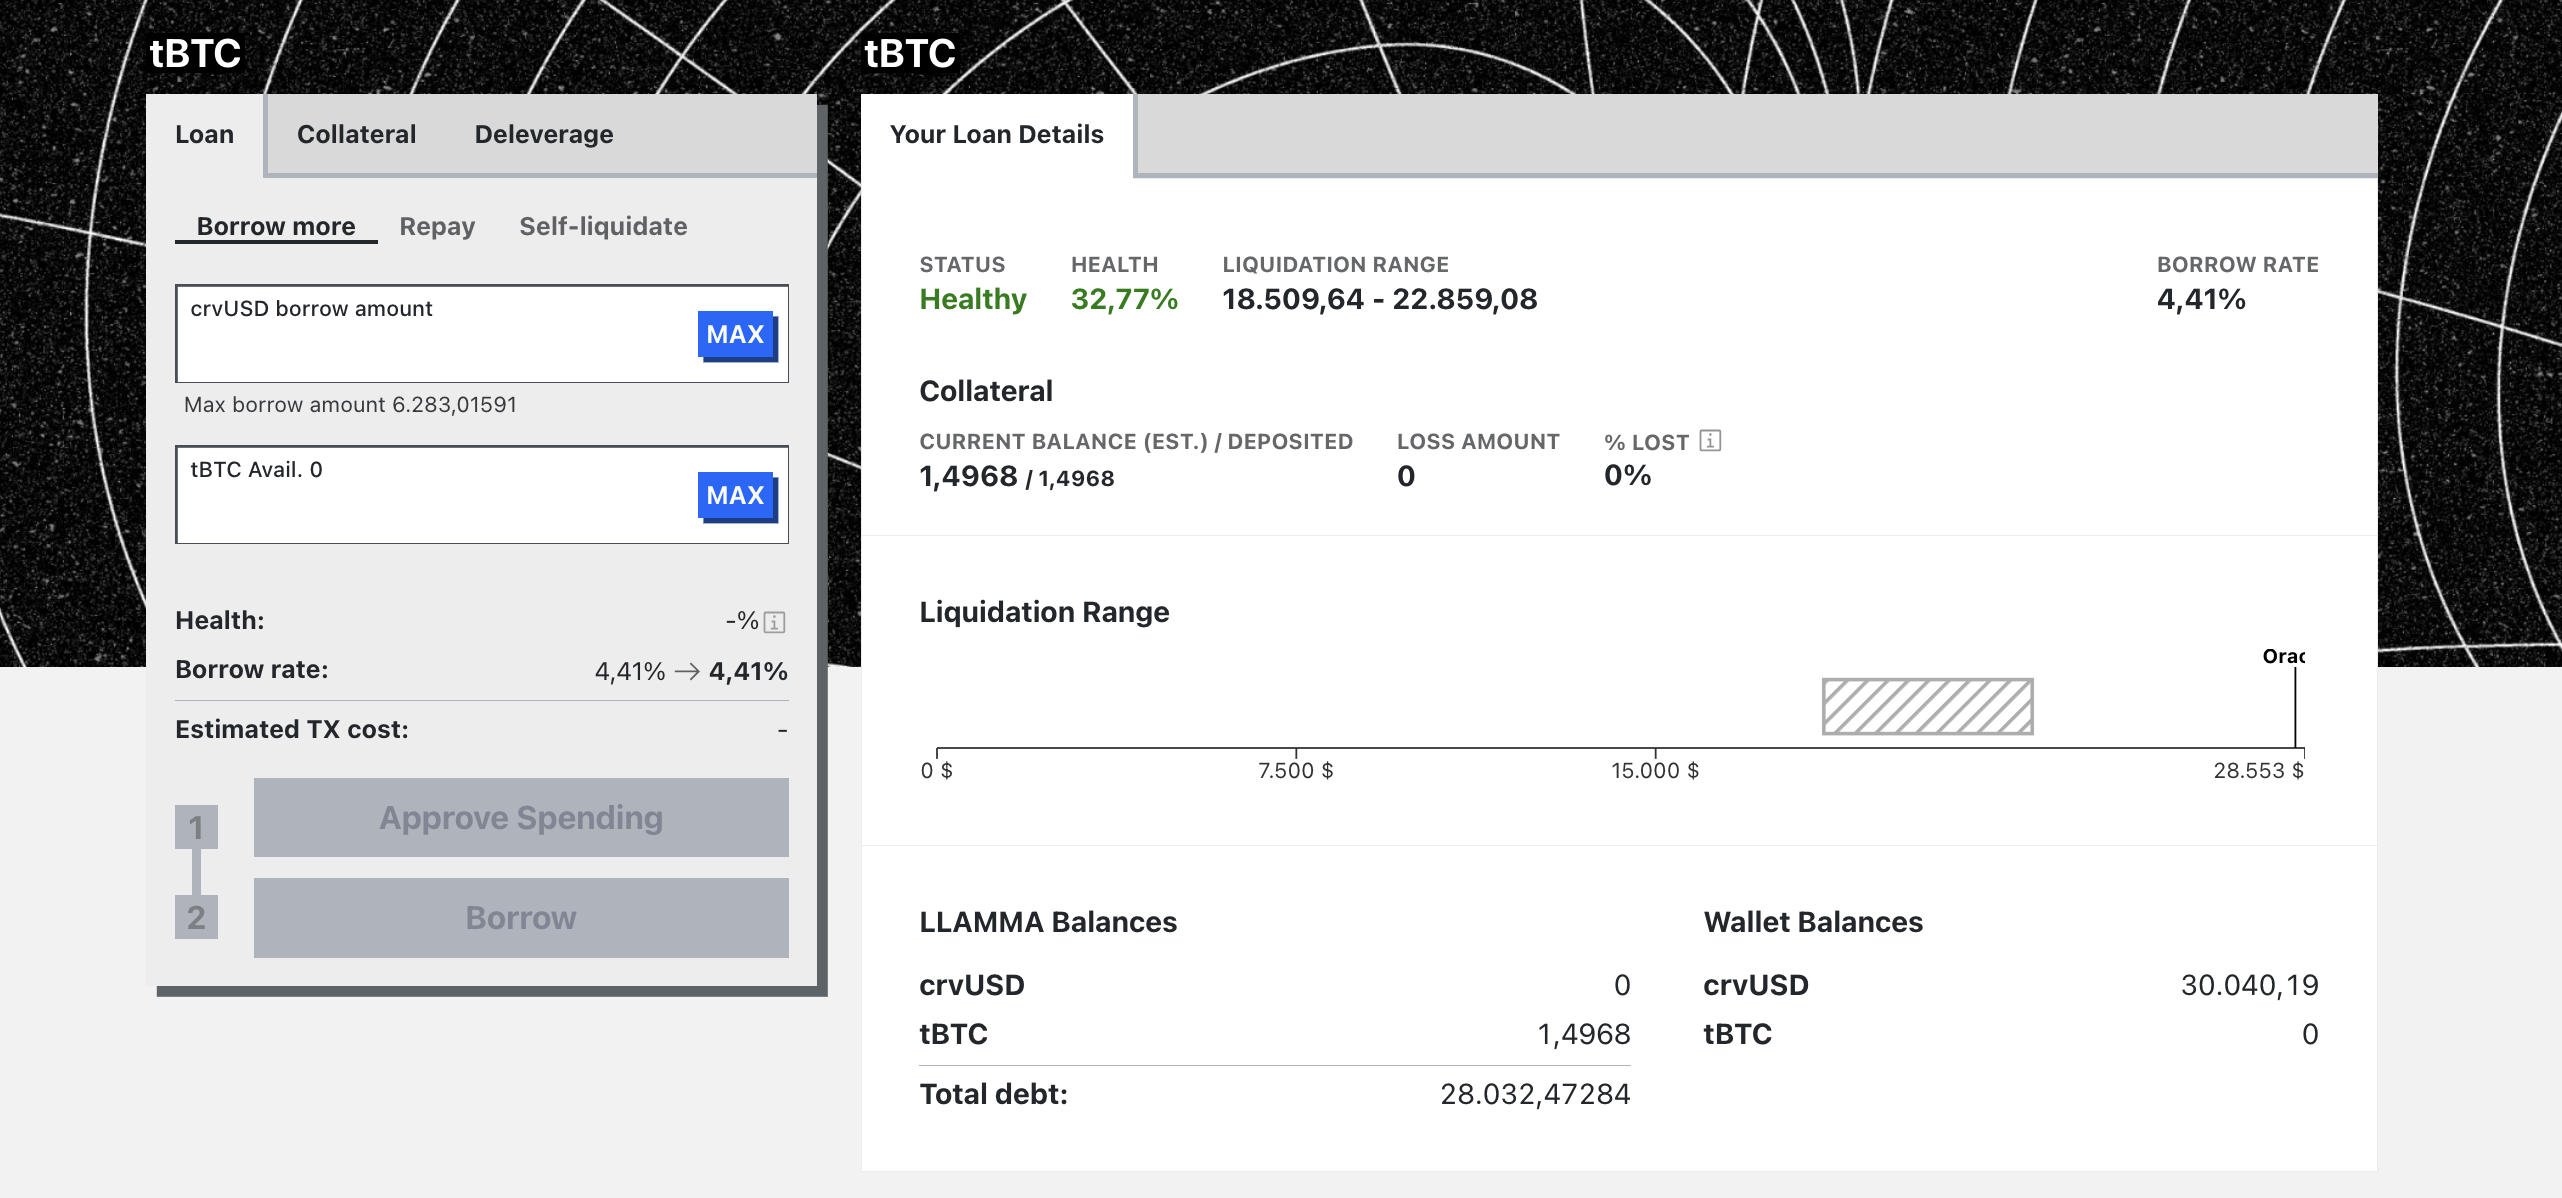 tBTC
Loan
Collateral
Deleverage
Borrow more
Repay
Self-liquidate
crvUSD borrow amount
MAX
Max borrow amount 6.283,01591
tBTC Avail. 0
MAX
Health: -%
Borrow rate: 4,41% → 4,41%
Estimated TX cost: -
1
Approve Spending
2
Borrow
tBTC
Your Loan Details
STATUS
Healthy
HEALTH
32,77%
LIQUIDATION RANGE
18.509,64 - 22.859,08
BORROW RATE
4,41%
Collateral
CURRENT BALANCE (EST.) / DEPOSITED
1,4968 / 1,4968
LOSS AMOUNT
0
% LOST
0%
Liquidation Range
Orac
0 $
7.500 $
15.000 $
28.553 $
LLAMMA Balances
crvUSD 0
tBTC 1,4968
Total debt: 28.032,47284
Wallet Balances
crvUSD 30.040,19
tBTC 0